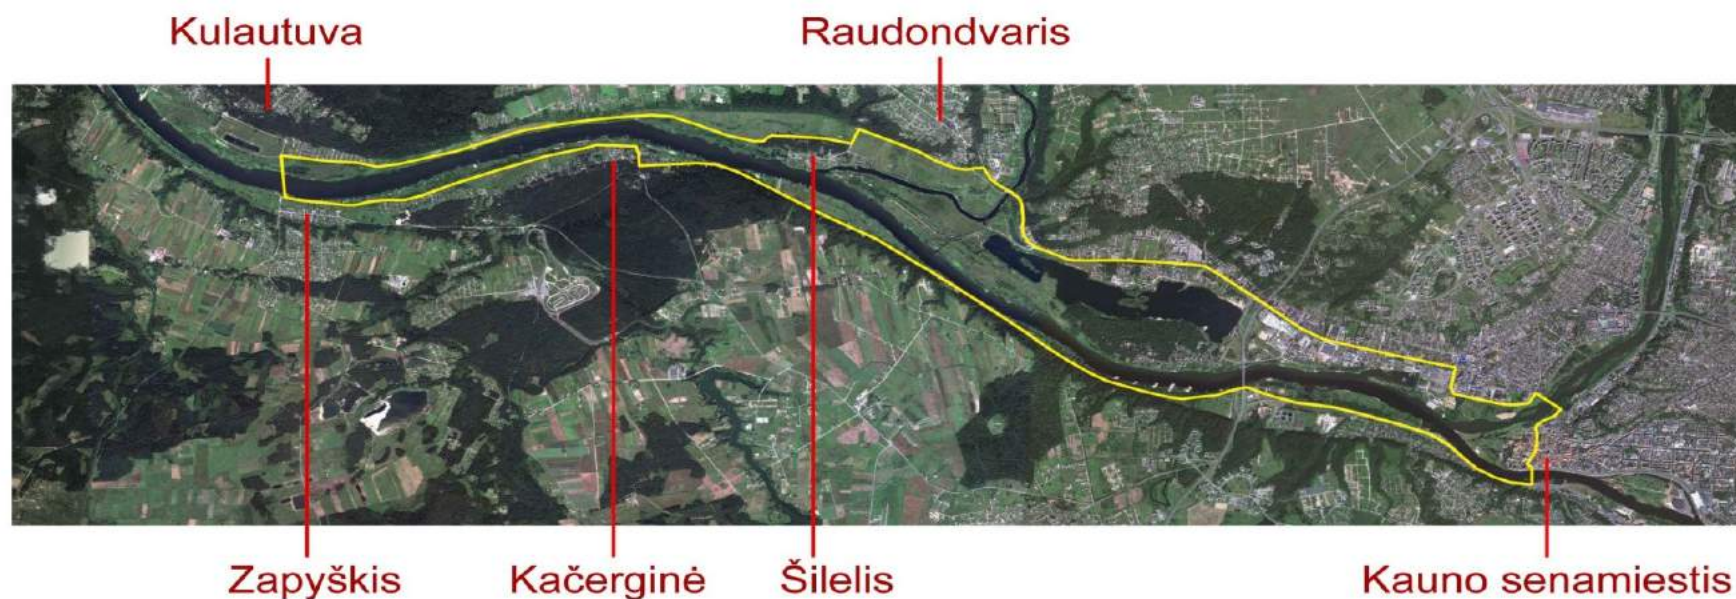 Kulautuva
Raudondvaris
Zapyškis
Kačerginė
Šilelis
Kauno senamiestis